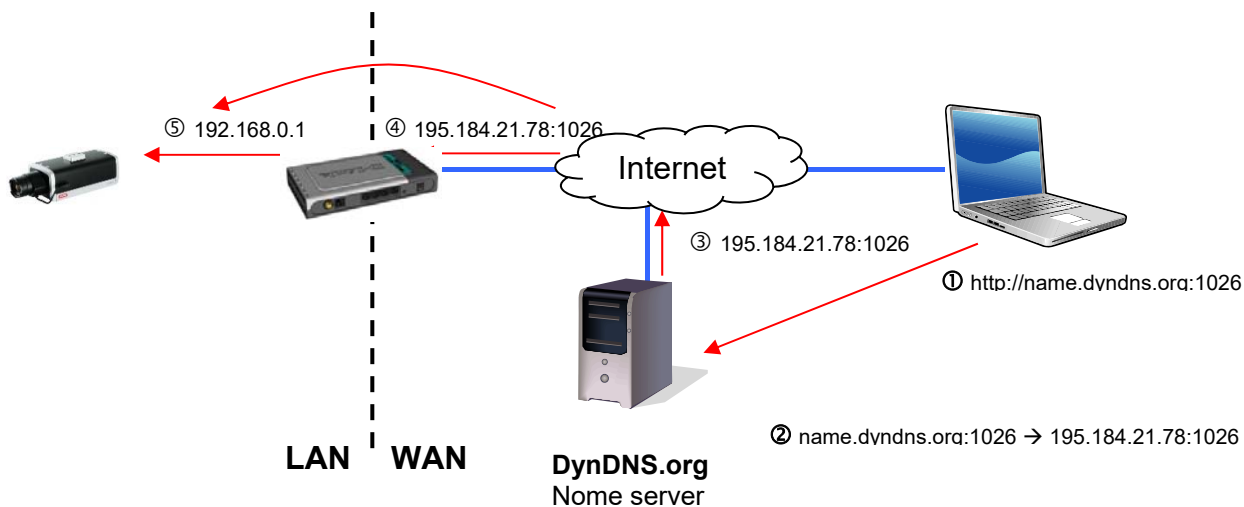 ⑤ 192.168.0.1
④ 195.184.21.78:1026
Internet
③ 195.184.21.78:1026
① http://name.dyndns.org:1026
② name.dyndns.org:1026 → 195.184.21.78:1026
LAN WAN
DynDNS.org
Nome server